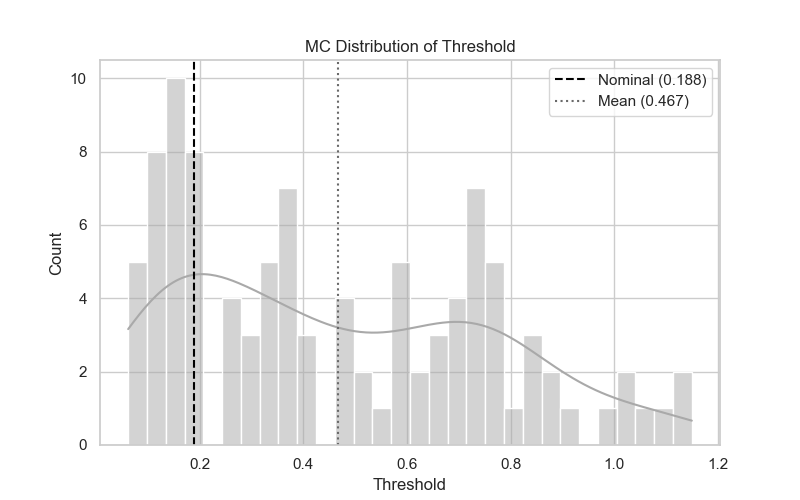 MC Distribution of Threshold
Nominal (0.188)
Mean (0.467)
Count
10
8
6
4
2
0
0.2 0.4 0.6 0.8 1.0 1.2
Threshold